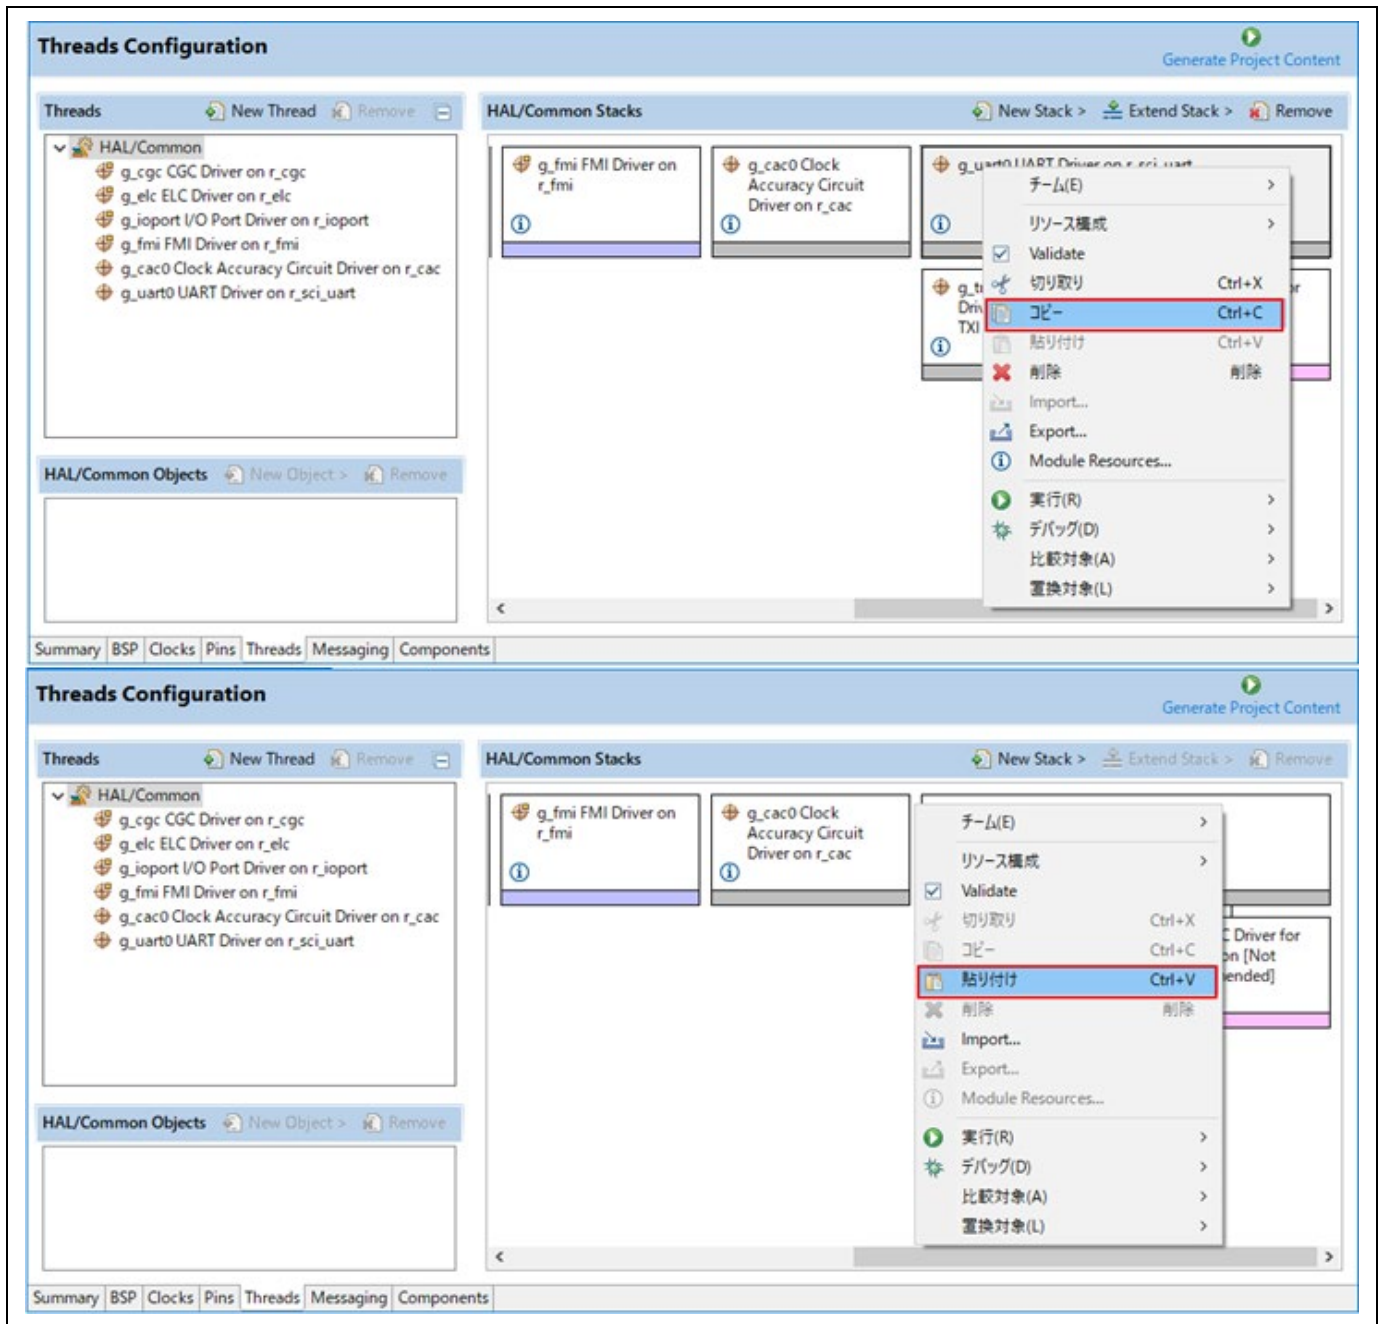 Threads Configuration
Generate Project Content
Threads New Thread Remove
HAL/Common
g_cgc CGC Driver on r_cgc
g_elc ELC Driver on r_elc
g_ioport I/O Port Driver on r_ioport
g_fmi FMI Driver on r_fmi
g_cac0 Clock Accuracy Circuit Driver on r_cac
g_uart0 UART Driver on r_sci_uart
HAL/Common Objects New Object > Remove
HAL/Common Stacks New Stack > Extend Stack > Remove
g_fmi FMI Driver on
r_fmi
g_cac0 Clock
Accuracy Circuit
Driver on r_cac
g_uart0 UART Driver on r_sci_uart
チーム(E)
リソース構成
Validate
切り取り Ctrl+X
コピー Ctrl+C
貼り付け Ctrl+V
削除 削除
Import...
Export...
Module Resources...
実行(R)
デバッグ(D)
比較対象(A)
置換対象(L)
TXI
Summary BSP Clocks Pins Threads Messaging Components
Threads Configuration
Generate Project Content
Threads New Thread Remove
HAL/Common
g_cgc CGC Driver on r_cgc
g_elc ELC Driver on r_elc
g_ioport I/O Port Driver on r_ioport
g_fmi FMI Driver on r_fmi
g_cac0 Clock Accuracy Circuit Driver on r_cac
g_uart0 UART Driver on r_sci_uart
HAL/Common Objects New Object > Remove
HAL/Common Stacks New Stack > Extend Stack > Remove
g_fmi FMI Driver on
r_fmi
g_cac0 Clock
Accuracy Circuit
Driver on r_cac
チーム(E)
リソース構成
Validate
切り取り Ctrl+X
コピー Ctrl+C
貼り付け Ctrl+V
削除 削除
Import...
Export...
Module Resources...
実行(R)
デバッグ(D)
比較対象(A)
置換対象(L)
Driver for
on [Not
ended]
Summary BSP Clocks Pins Threads Messaging Components